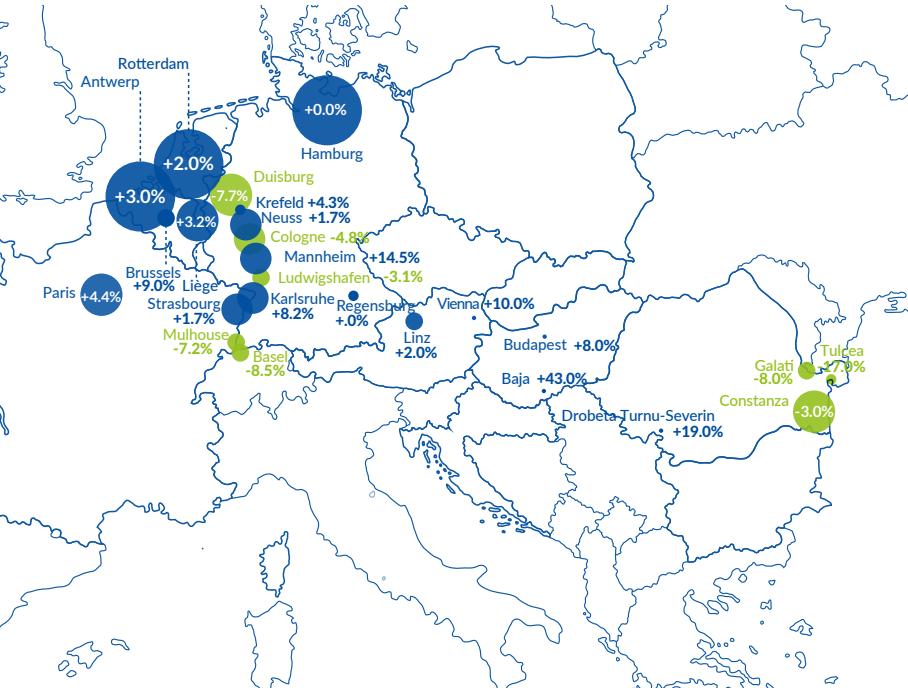 Rotterdam
Antwerp
+0.0%
Hamburg
+2.0%
Duisburg
-7.7%
+3.0%
Krefeld +4.3%
Neuss +1.7%
+3.2%
Cologne -4.8%
Mannheim +14.5%
Brussels
+9.0%
Liège
Ludwigshafen -3.1%
Paris
+4.4%
Strasbourg
+1.7%
Karlsruhe
+8.2%
Regensburg
+.0%
Vienna +10.0%
Linz
+2.0%
Mulhouse
-7.2%
Basel
-8.5%
Budapest +8.0%
Baja +43.0%
Tulcea
-17.0%
Galati
-8.0%
Constanza
-3.0%
Drobeta Turnu-Severin
+19.0%